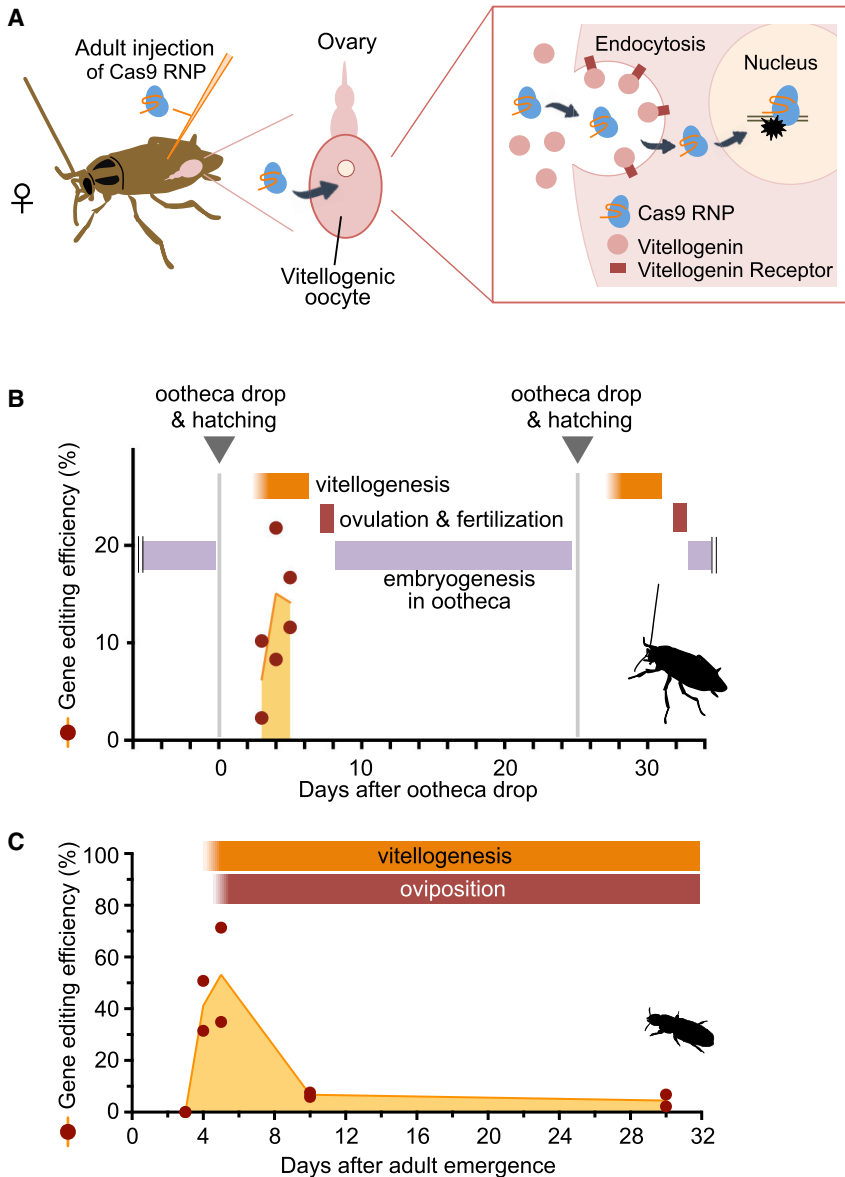 A
Adult injection
of Cas9 RNP
♀
Ovary
Vitellogenic
oocyte
Endocytosis
Nucleus
Cas9 RNP
Vitellogenin
Vitellogenin Receptor
B
ootheca drop
& hatching
ootheca drop
& hatching
Gene editing efficiency (%)
vitellogenesis
ovulation & fertilization
embryogenesis
in ootheca
20
10
0
0 10 20 30
Days after ootheca drop
C
Gene editing efficiency (%)
vitellogenesis
oviposition
100
80
60
40
20
0
0 4 8 12 16 20 24 28 32
Days after adult emergence